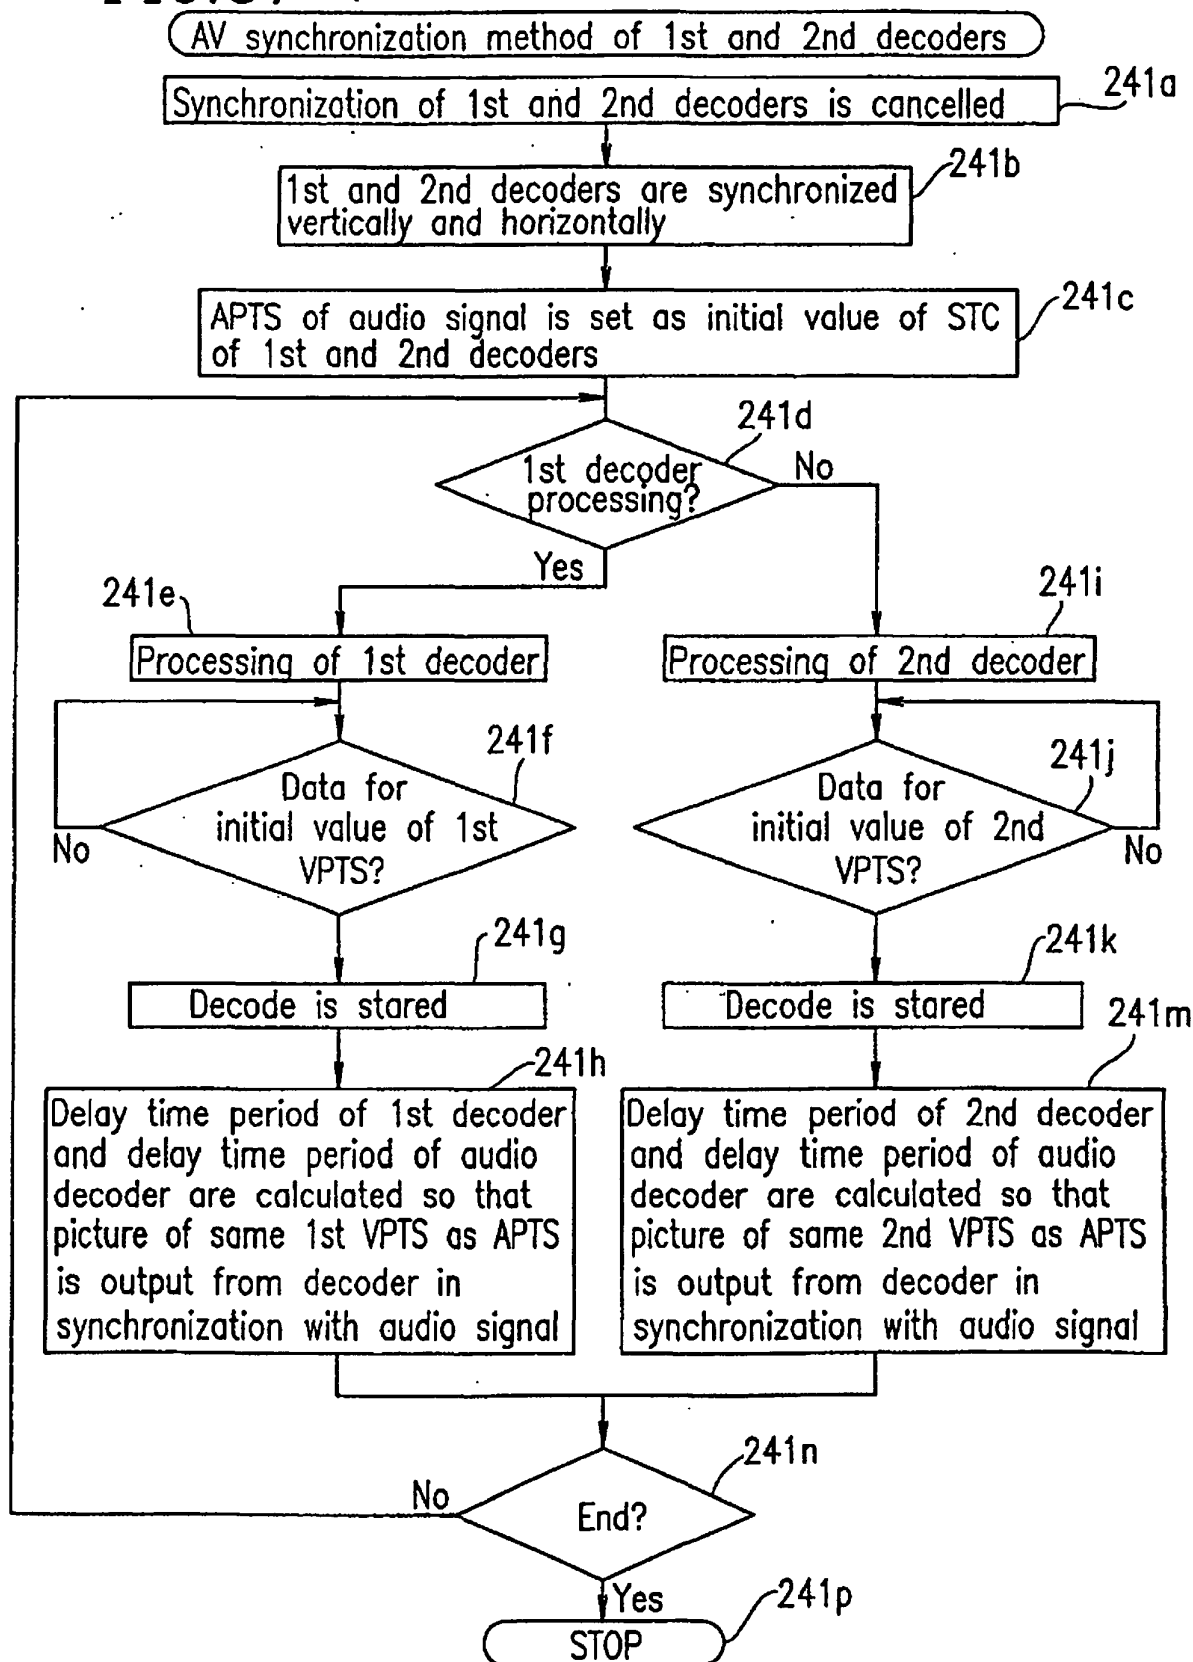 AV synchronization method of 1st and 2nd decoders
241a
Synchronization of 1st and 2nd decoders is cancelled
241b
1st and 2nd decoders are synchronized
vertically and horizontally
241c
APTS of audio signal is set as initial value of STC
of 1st and 2nd decoders
241d
1st decoder
processing?
No
Yes
241e
241i
Processing of 1st decoder
Processing of 2nd decoder
241f
Data for
initial value of 1st
VPTS?
No
241j
Data for
initial value of 2nd
VPTS?
No
241g
Decode is stared
241k
Decode is stared
241h
Delay time period of 1st decoder
and delay time period of audio
decoder are calculated so that
picture of same 1st VPTS as APTS
is output from decoder in
synchronization with audio signal
241m
Delay time period of 2nd decoder
and delay time period of audio
decoder are calculated so that
picture of same 2nd VPTS as APTS
is output from decoder in
synchronization with audio signal
241n
No
End?
Yes
241p
STOP